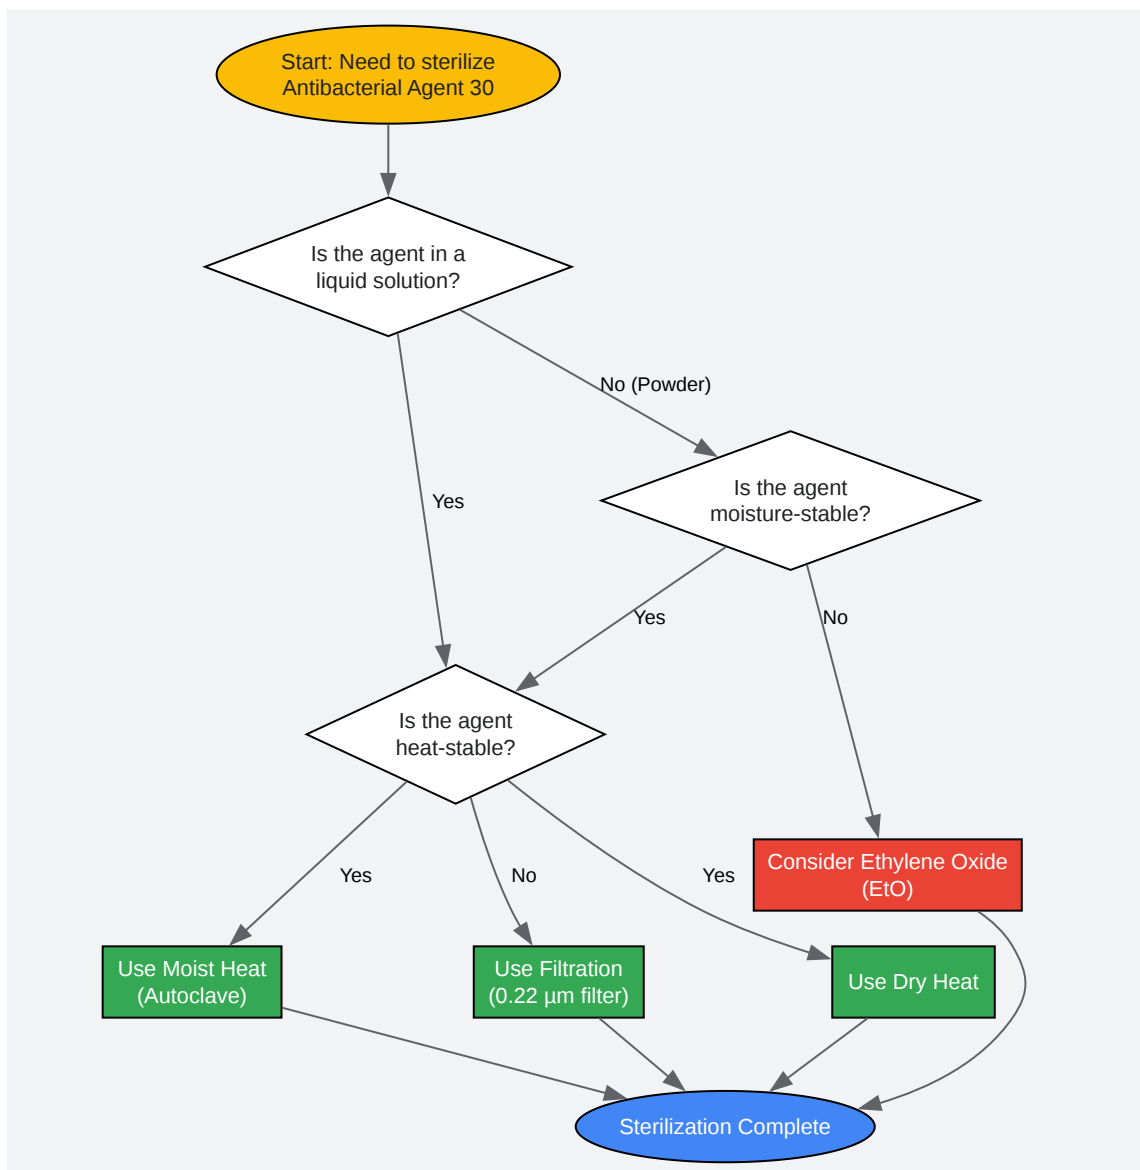 Start: Need to sterilize
Antibacterial Agent 30
Is the agent in a
liquid solution?
No (Powder)
Is the agent
moisture-stable?
Yes
Yes
No
Is the agent
heat-stable?
Consider Ethylene Oxide
(EtO)
Yes
No
Yes
Use Moist Heat
(Autoclave)
Use Filtration
(0.22 µm filter)
Use Dry Heat
Sterilization Complete